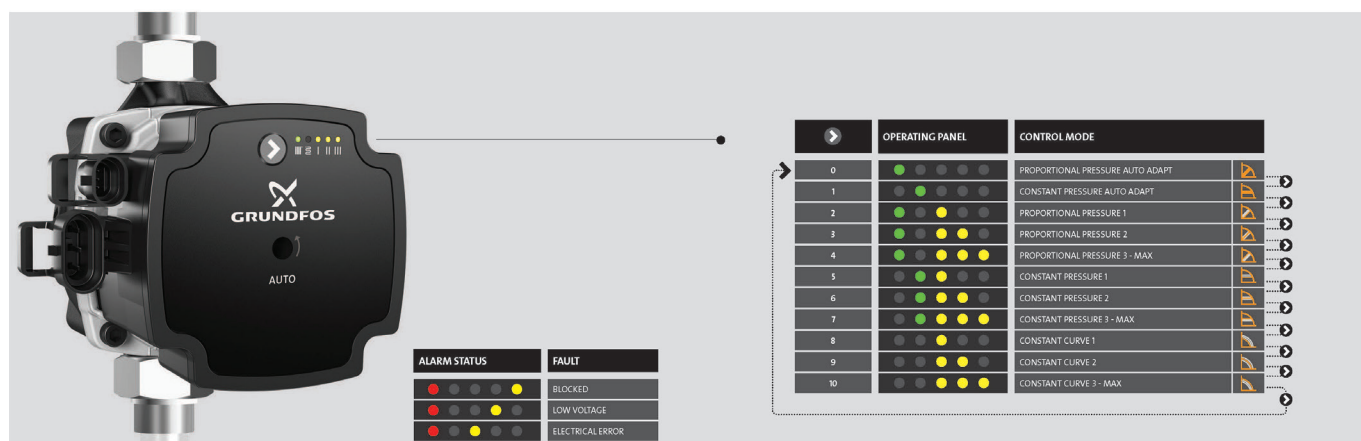 GRUNDFOS
AUTO
ALARM STATUS FAULT
BLOCKED
LOW VOLTAGE
ELECTRICAL ERROR
OPERATING PANEL CONTROL MODE
0 PROPORTIONAL PRESSURE AUTO ADAPT
1 CONSTANT PRESSURE AUTO ADAPT
2 PROPORTIONAL PRESSURE 1
3 PROPORTIONAL PRESSURE 2
4 PROPORTIONAL PRESSURE 3 - MAX
5 CONSTANT PRESSURE 1
6 CONSTANT PRESSURE 2
7 CONSTANT PRESSURE 3 - MAX
8 CONSTANT CURVE 1
9 CONSTANT CURVE 2
10 CONSTANT CURVE 3 - MAX